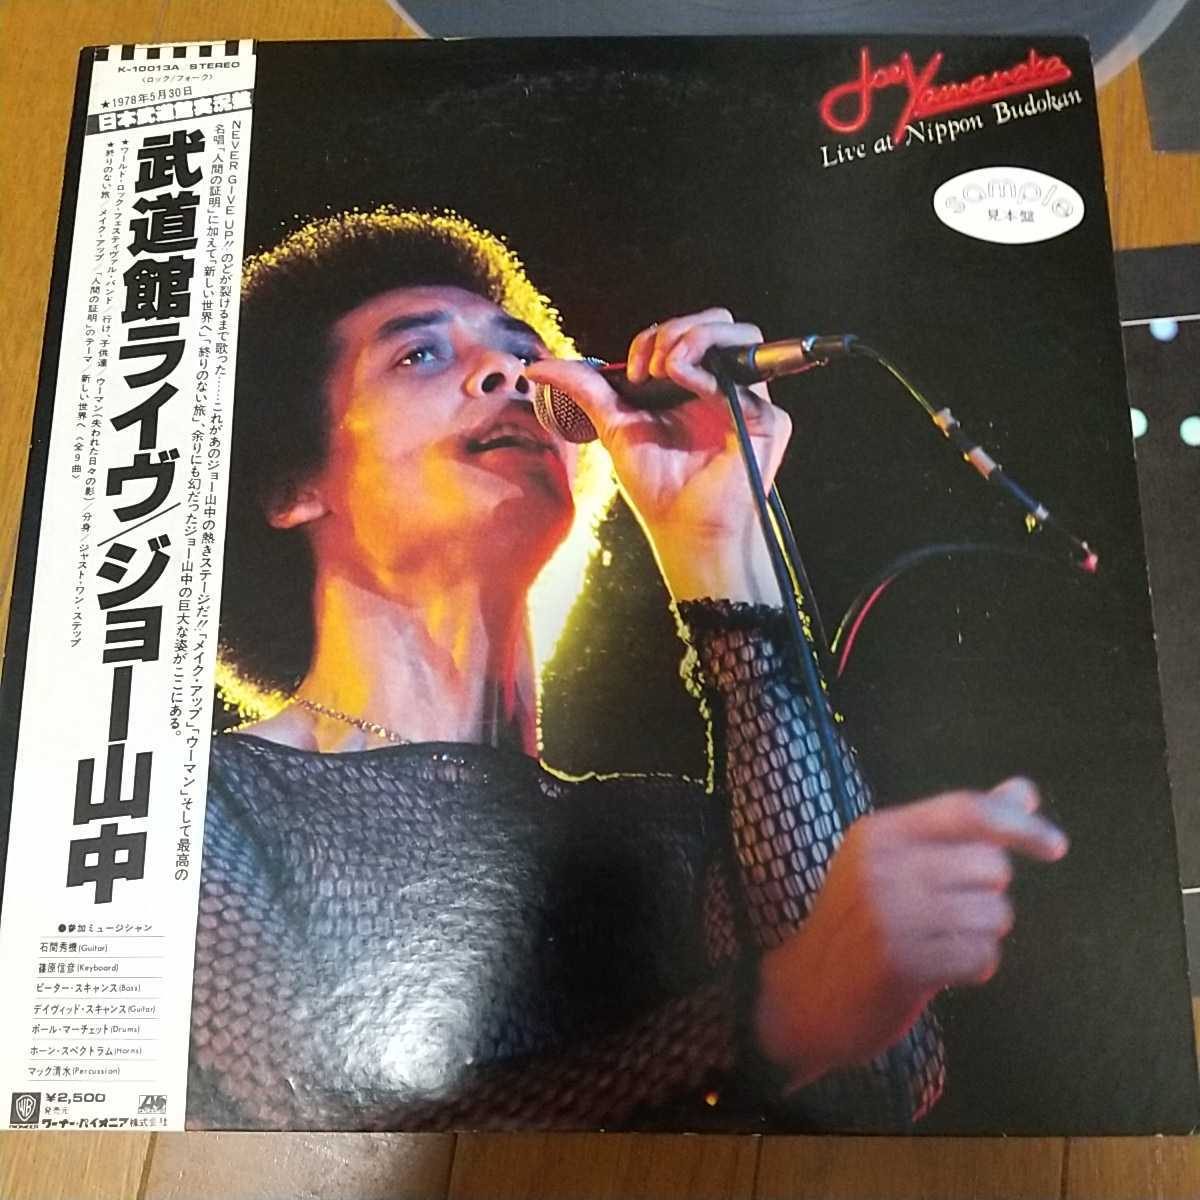 K-10013A STEREO
〈ロック/フォーク〉
★1978年5月30日
日本武道館実況盤
武道館ライヴ/ジョー山中
NEVER GIVE UP!! のどが裂けるまで歌った……これがあのジョー山中の熱きステージだ!!「メイク・アップ」「ウーマン」そして最高の
名唱「人間の証明」に加えて「新しい世界へ」「終りのない旅」、余りにも幻だったジョー山中の巨大な姿がここにある。
★ワールド・ロック・フェスティヴァル・バンド/行け、子供達/ウーマン(失われた日々の影)/分身/ジャスト・ワン・ステップ
★終りのない旅/メイク・アップ/「人間の証明」のテーマ/新しい世界へ 〈全9曲〉
●参加ミュージシャン
石間秀機(Guitar)
篠原信彦(Keyboard)
ピーター・スキャンス(Bass)
デイヴィッド・スキャンス(Guitar)
ポール・マーチェット(Drums)
ホーン・スペクトラム(Horns)
マック清水(Percussion)
WB
PIONEER
¥2,500
発売元
ワーナー・パイオニア株式会社
ATLANTIC
Joe Yamanaka
Live at Nippon Budokan
sample
見本盤